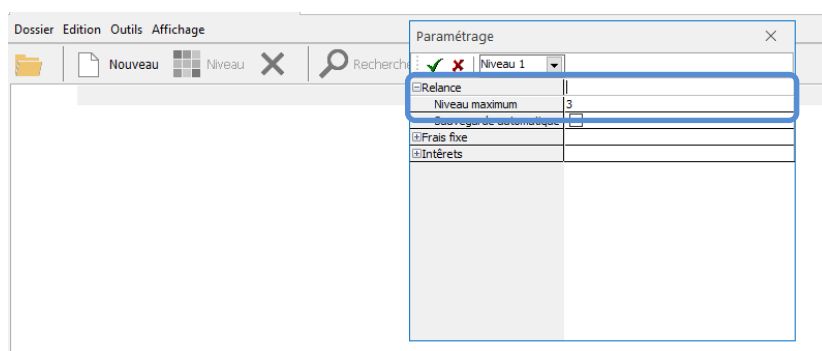 Dossier Edition Outils Affichage
Nouveau Niveau Recherche
Paramétrage
Niveau 1
Relance
Niveau maximum 3
Sauvegarde automatique
Frais fixe
Intêrets